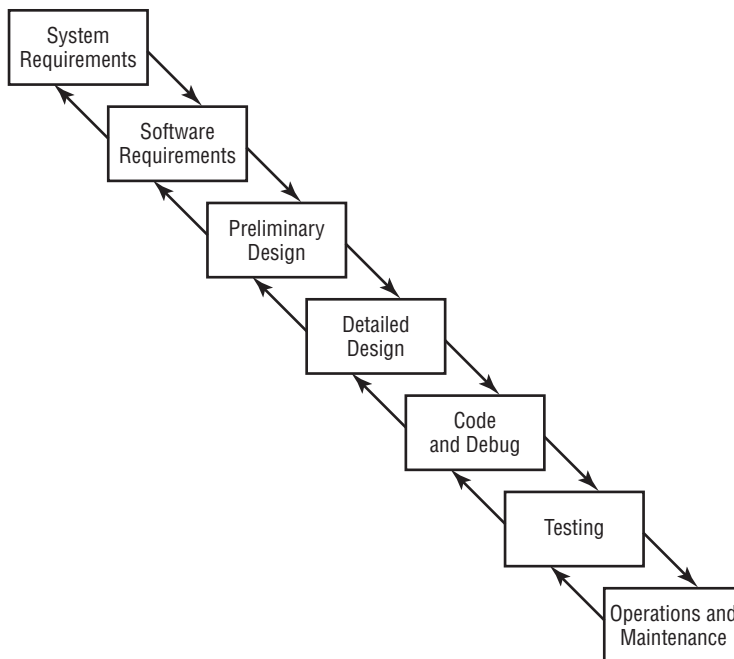 System
Requirements
Software
Requirements
Preliminary
Design
Detailed
Design
Code
and Debug
Testing
Operations and
Maintenance